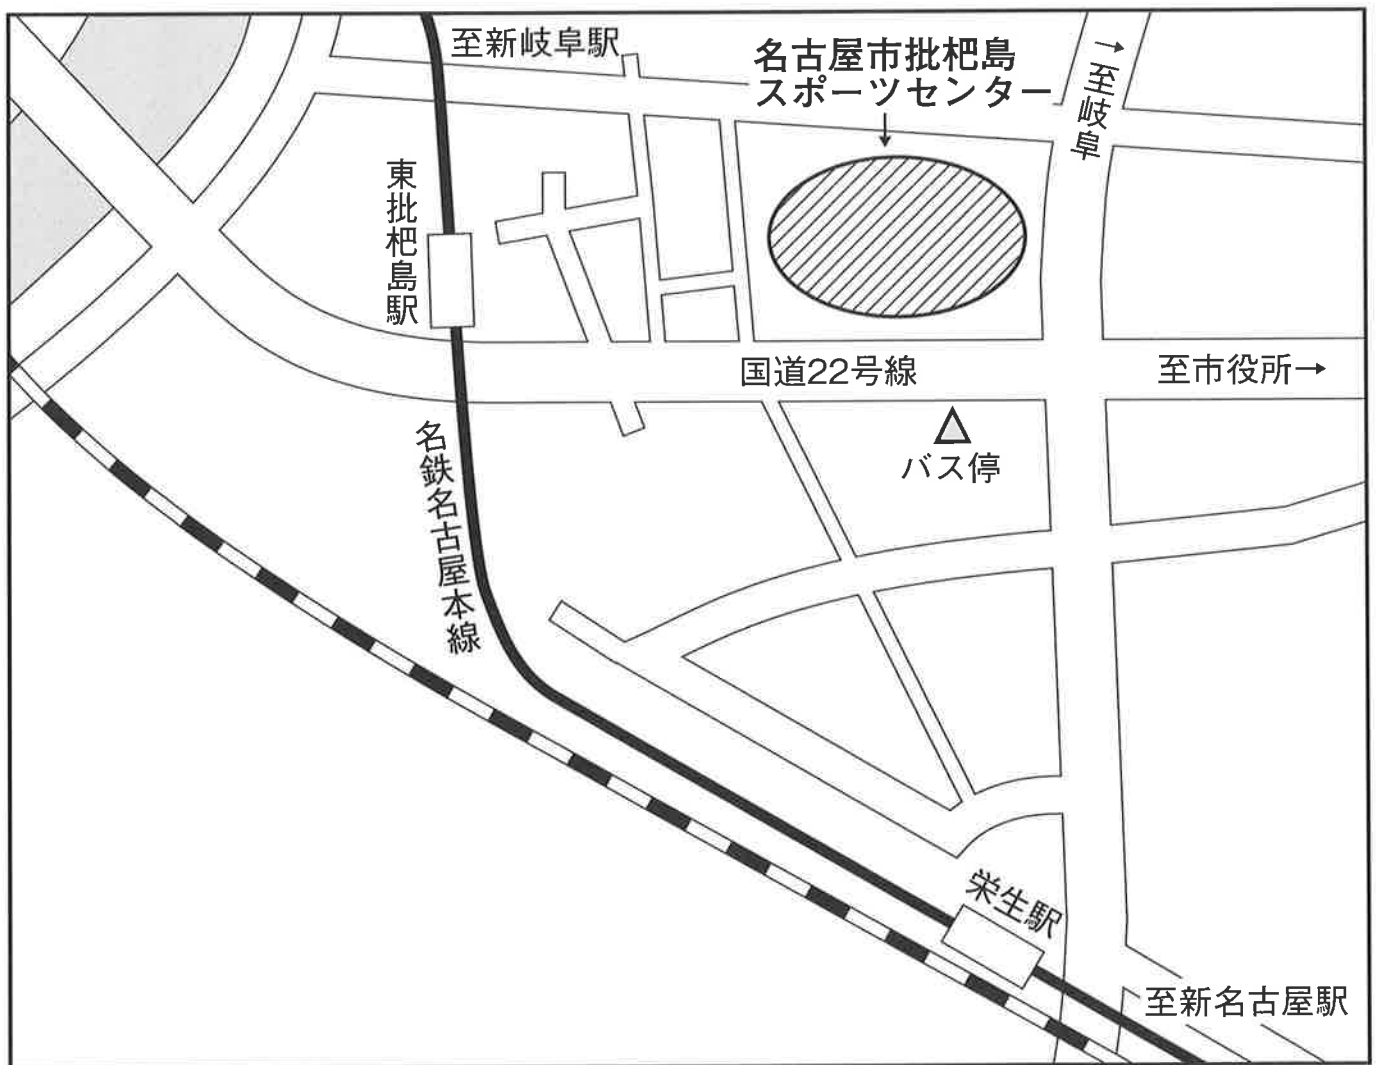 至新岐阜駅
名古屋市批杷島
スポーツセンター
→至岐阜
東批杷島駅
国道22号線
至市役所→
バス停
名鉄名古屋本線
栄生駅
至新名古屋駅